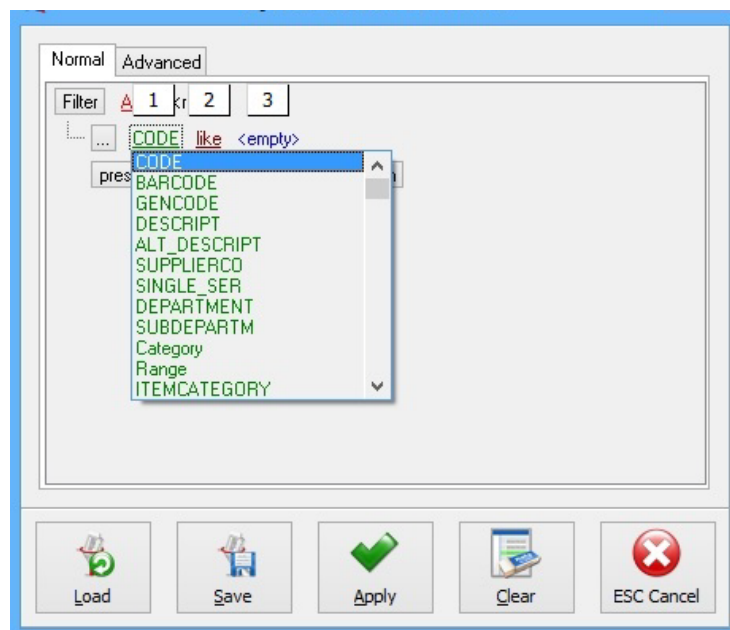 Normal Advanced
Filter A 1 <r 2 3
... CODE like <empty>
CODE
pres
BARCODE
GENCODE
DESCRIPT
ALT_DESCRIPT
SUPPLIERCO
SINGLE_SER
DEPARTMENT
SUBDEPARTM
Category
Range
ITEMCATEGORY
Load Save Apply Clear ESC Cancel